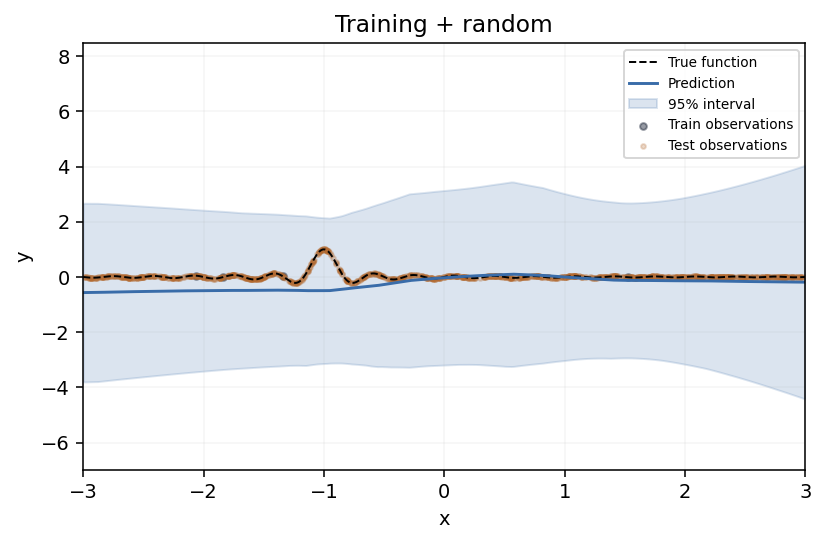 Training + random
8
6
4
2
0
−2
−4
−6
y
True function
Prediction
95% interval
Train observations
Test observations
−3 −2 −1 0 1 2 3
x